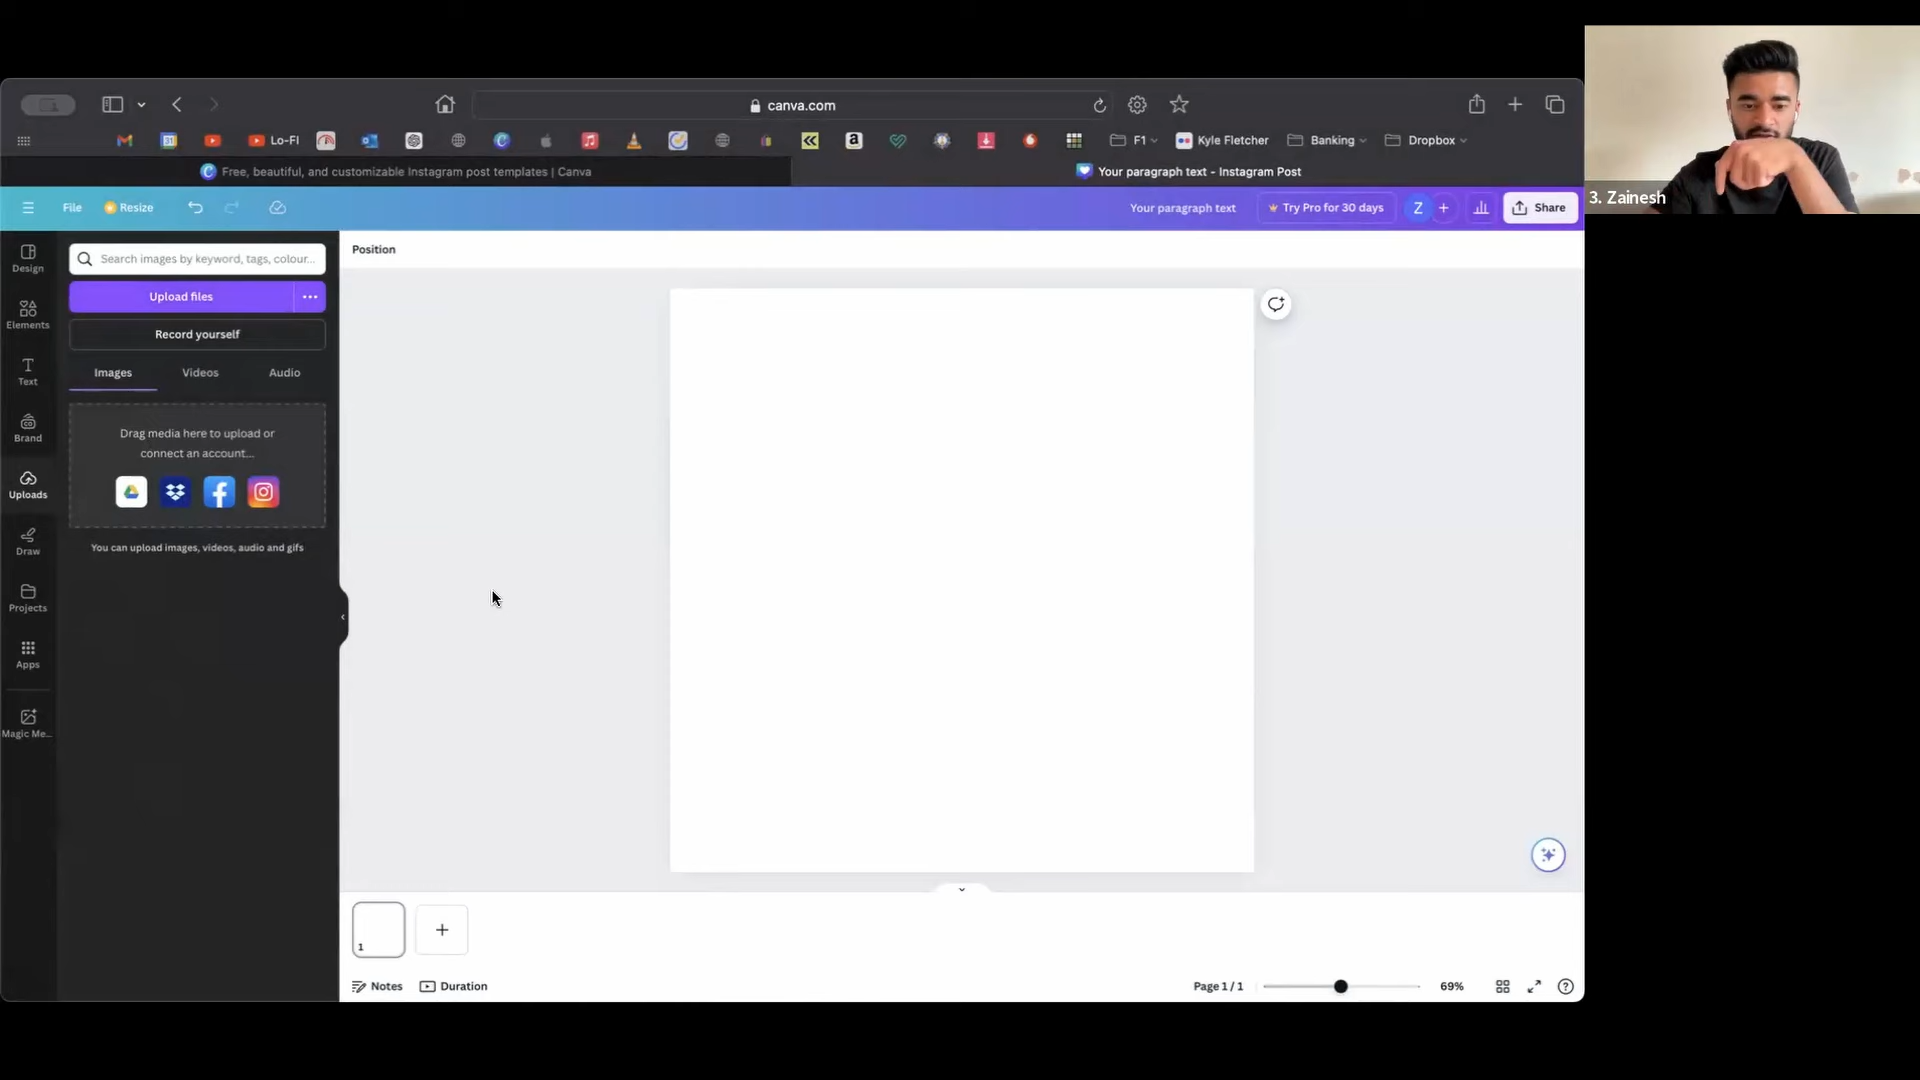 canva.com
Lo-FI
F1
Kyle Fletcher
Banking
Dropbox
Free, beautiful, and customizable Instagram post templates | Canva
Your paragraph text - Instagram Post
File
Resize
Your paragraph text
Try Pro for 30 days
Z
Share
3. Zainesh
Design
Elements
Text
Brand
Uploads
Draw
Projects
Apps
Magic Me...
Search images by keyword, tags, colour...
Upload files
Record yourself
Images
Videos
Audio
Drag media here to upload or
connect an account...
You can upload images, videos, audio and gifs
Position
1
Notes
Duration
Page 1 / 1
69%